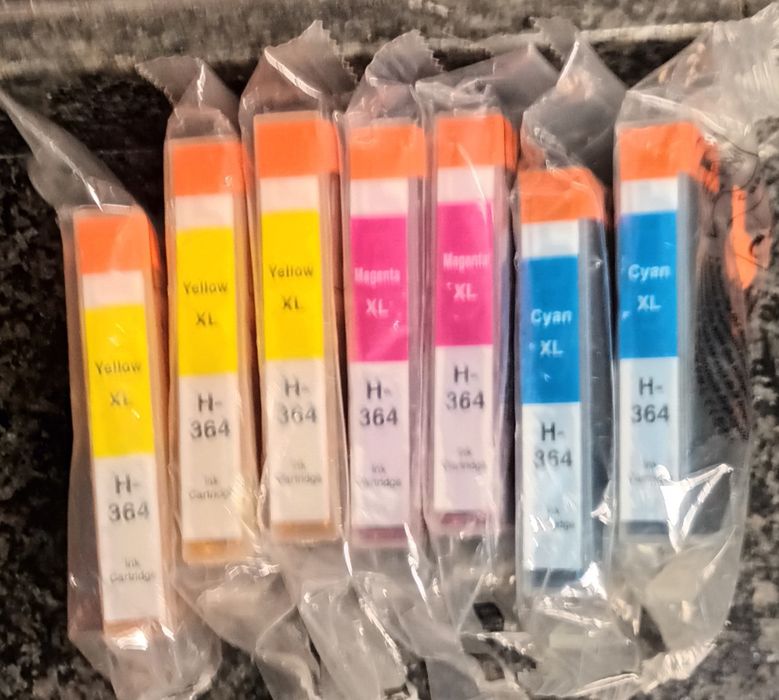 Yellow
XL
H-
364
Ink
Cartridge
Yellow
XL
H-
364
Ink
Cartridge
Yellow
XL
H-
364
Ink
Cartridge
Magenta
XL
H-
364
Ink
Cartridge
Magenta
XL
H-
364
Ink
Cartridge
Cyan
XL
H-
364
Cyan
XL
H-
364
Ink
Cartridge